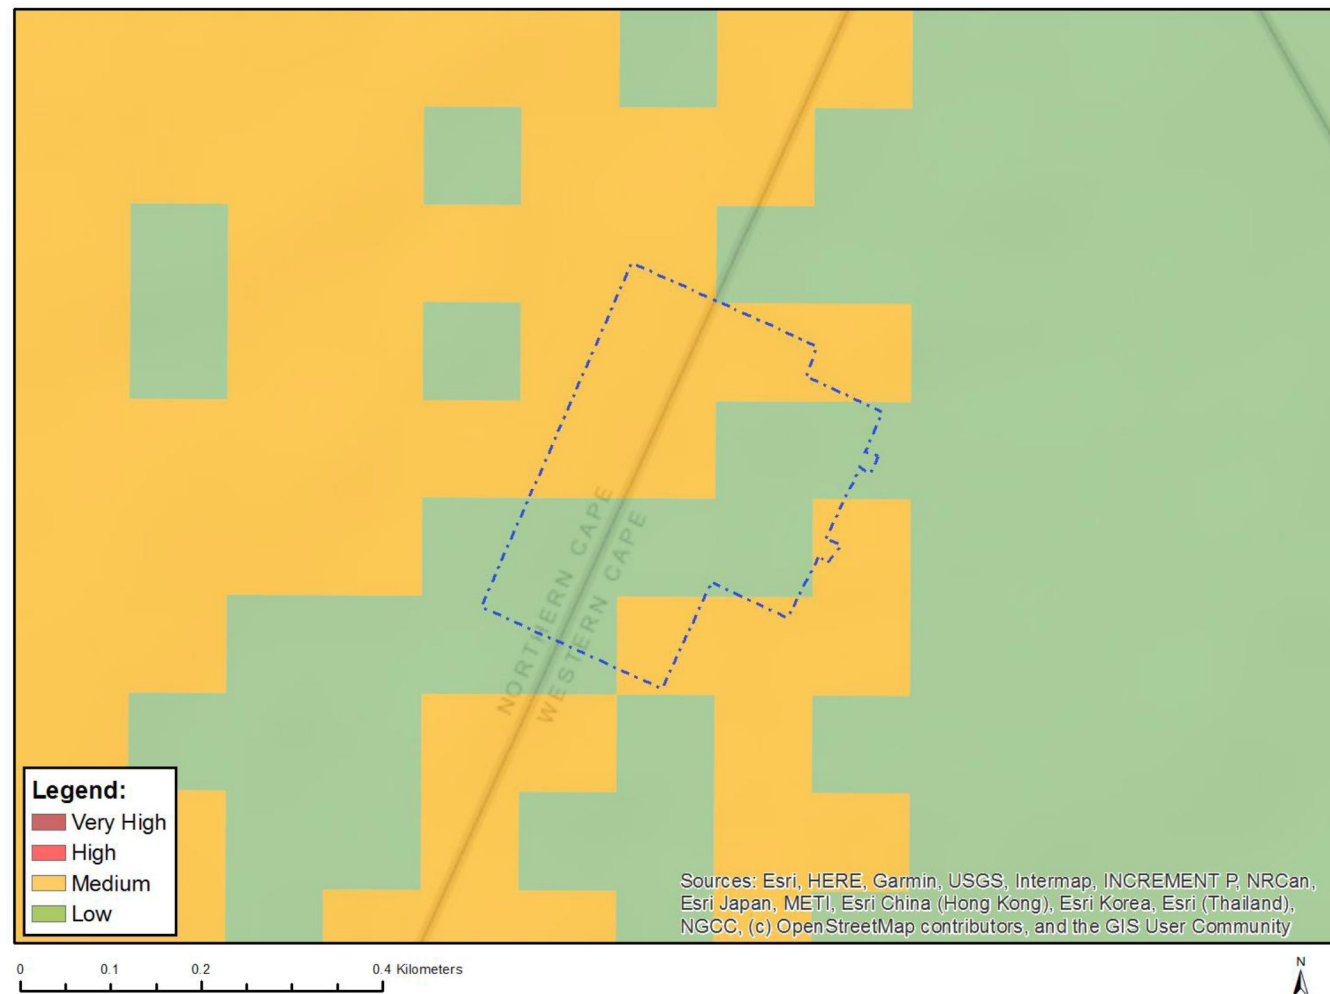 NORTHERN CAPE
WESTERN CAPE
Legend:
Very High
High
Medium
Low
Sources: Esri, HERE, Garmin, USGS, Intermap, INCREMENT P, NRCan,
Esri Japan, METI, Esri China (Hong Kong), Esri Korea, Esri (Thailand),
NGCC, (c) OpenStreetMap contributors, and the GIS User Community
0 0.1 0.2 0.4 Kilometers
N